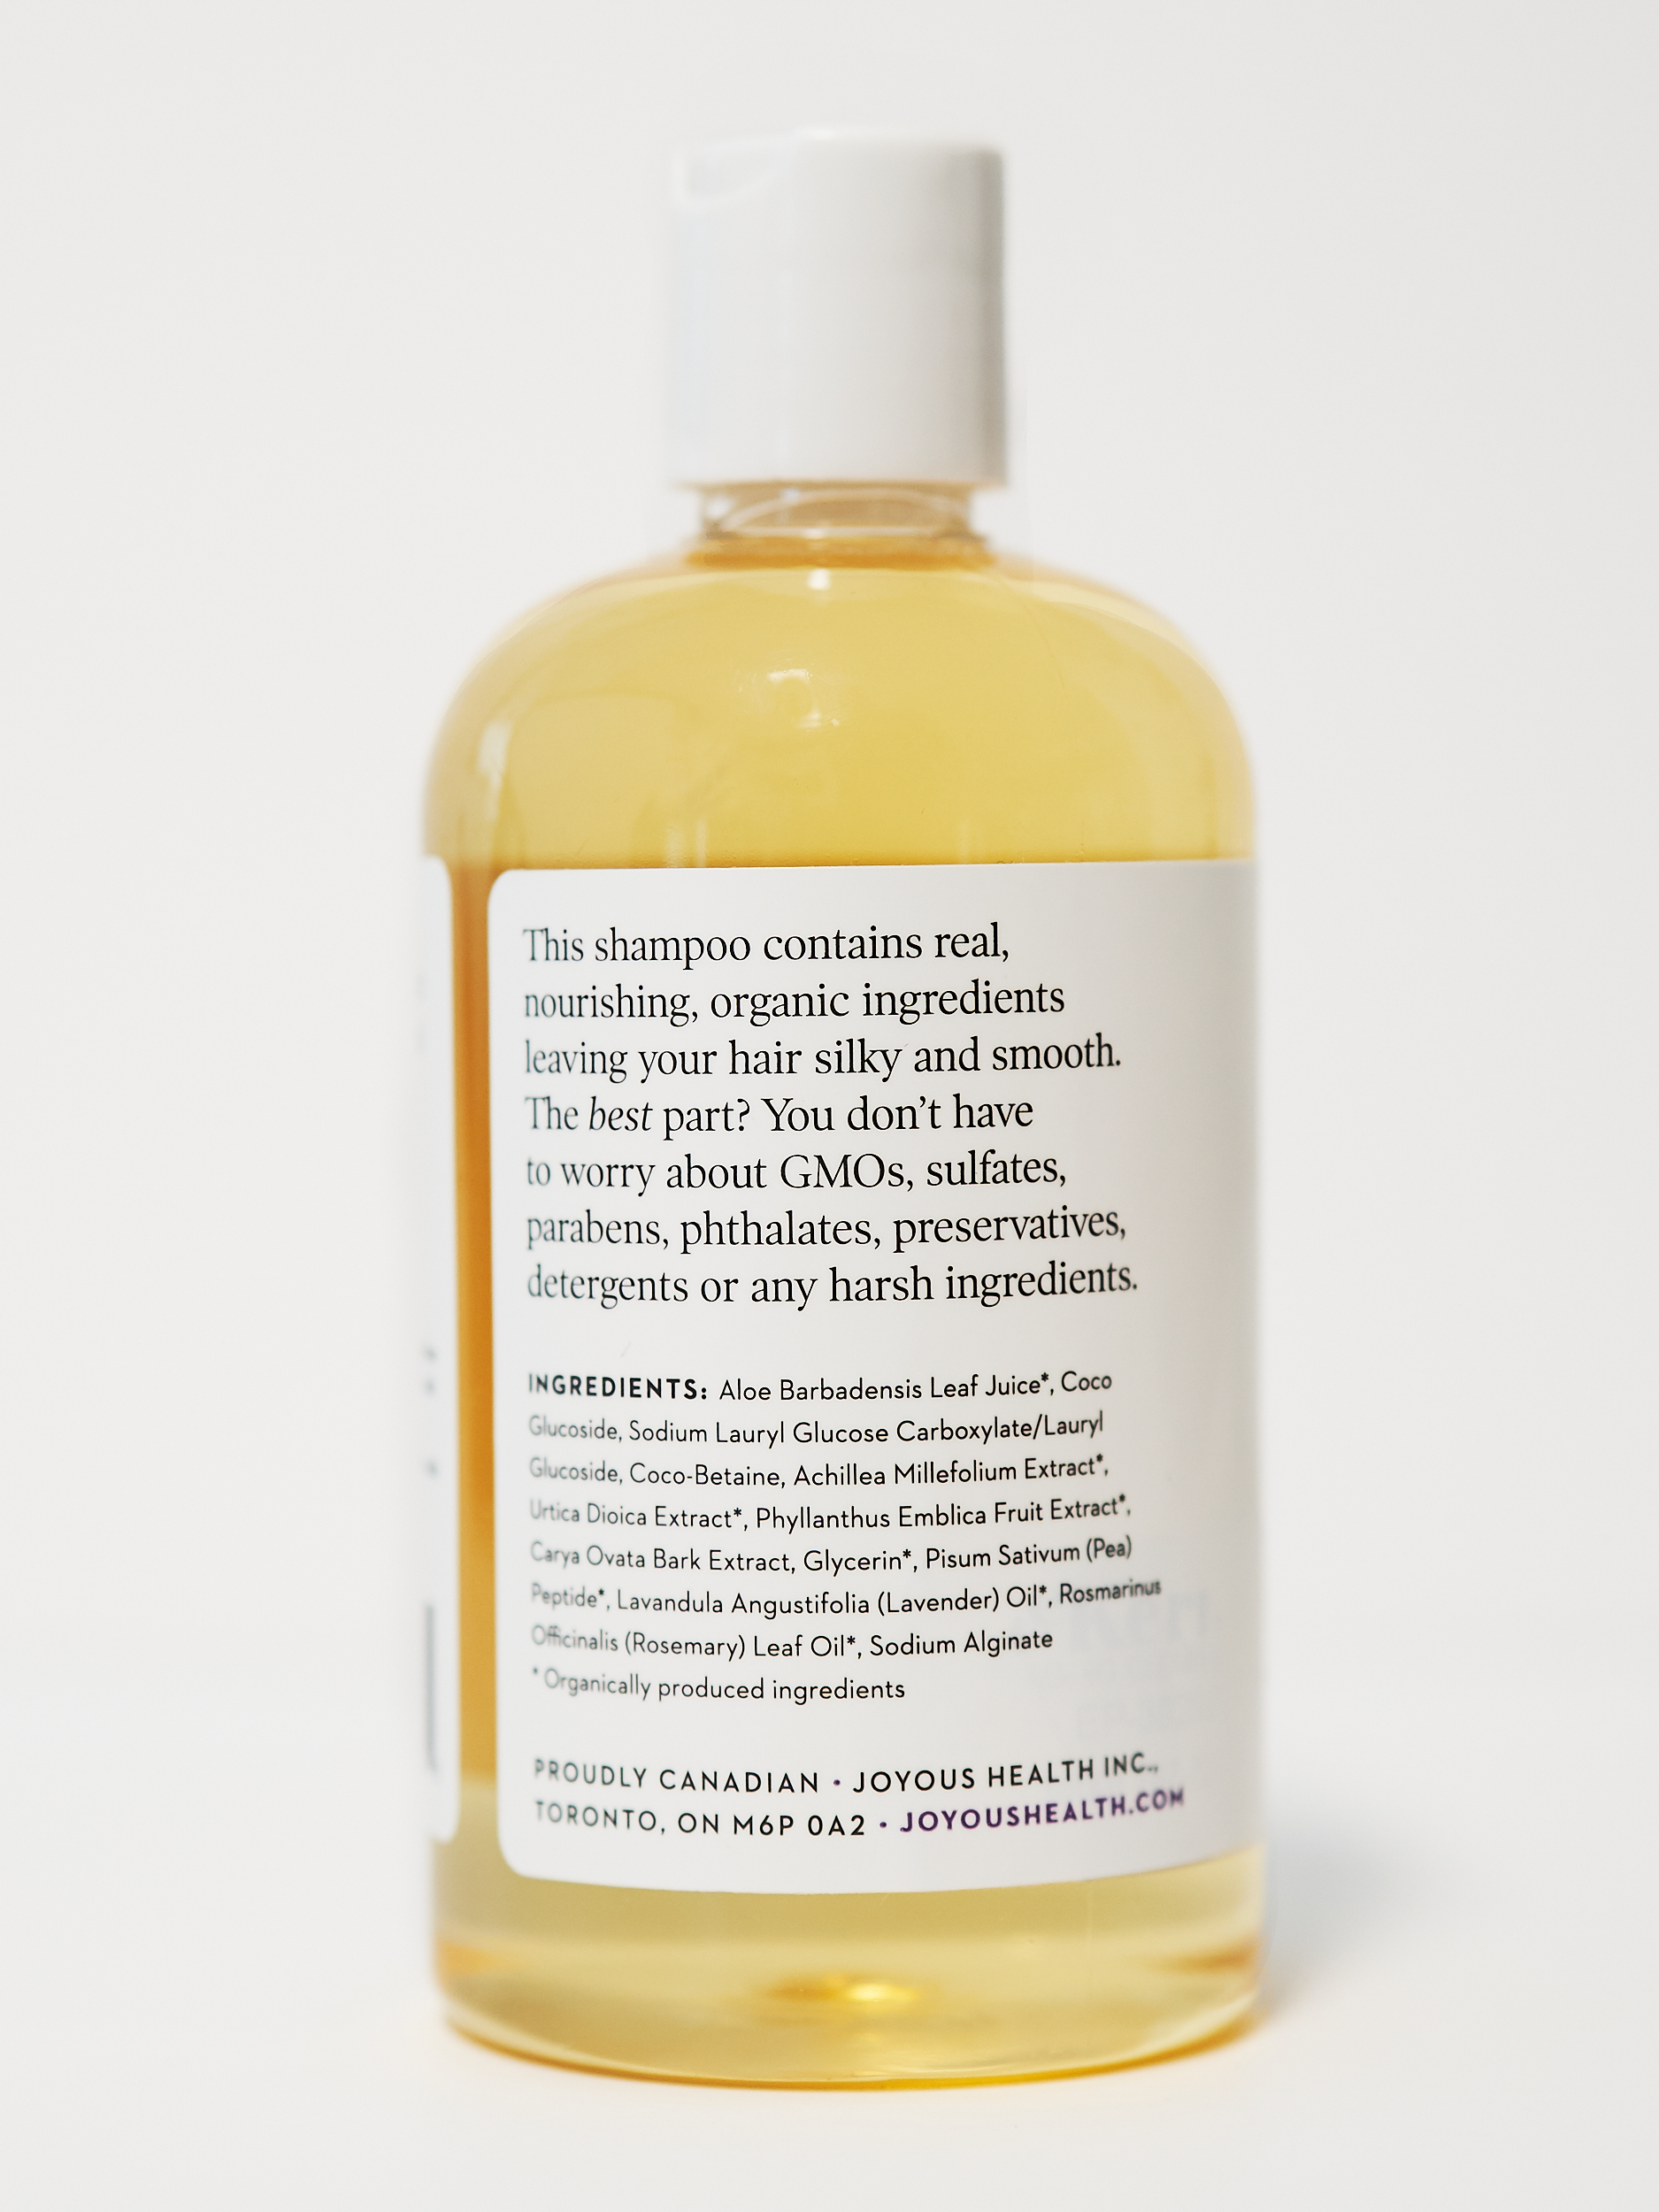 This shampoo contains real,
nourishing, organic ingredients
leaving your hair silky and smooth.
The best part? You don't have
to worry about GMOs, sulfates,
parabens, phthalates, preservatives,
detergents or any harsh ingredients.
INGREDIENTS: Aloe Barbadensis Leaf Juice*, Coco
Glucoside, Sodium Lauryl Glucose Carboxylate/Lauryl
Glucoside, Coco-Betaine, Achillea Millefolium Extract*,
Urtica Dioica Extract*, Phyllanthus Emblica Fruit Extract*,
Carya Ovata Bark Extract, Glycerin*, Pisum Sativum (Pea)
Peptide*, Lavandula Angustifolia (Lavender) Oil*, Rosmarinus
Officinalis (Rosemary) Leaf Oil*, Sodium Alginate
* Organically produced ingredients
PROUDLY CANADIAN • JOYOUS HEALTH INC.,
TORONTO, ON M6P 0A2 • JOYOUSHEALTH.COM